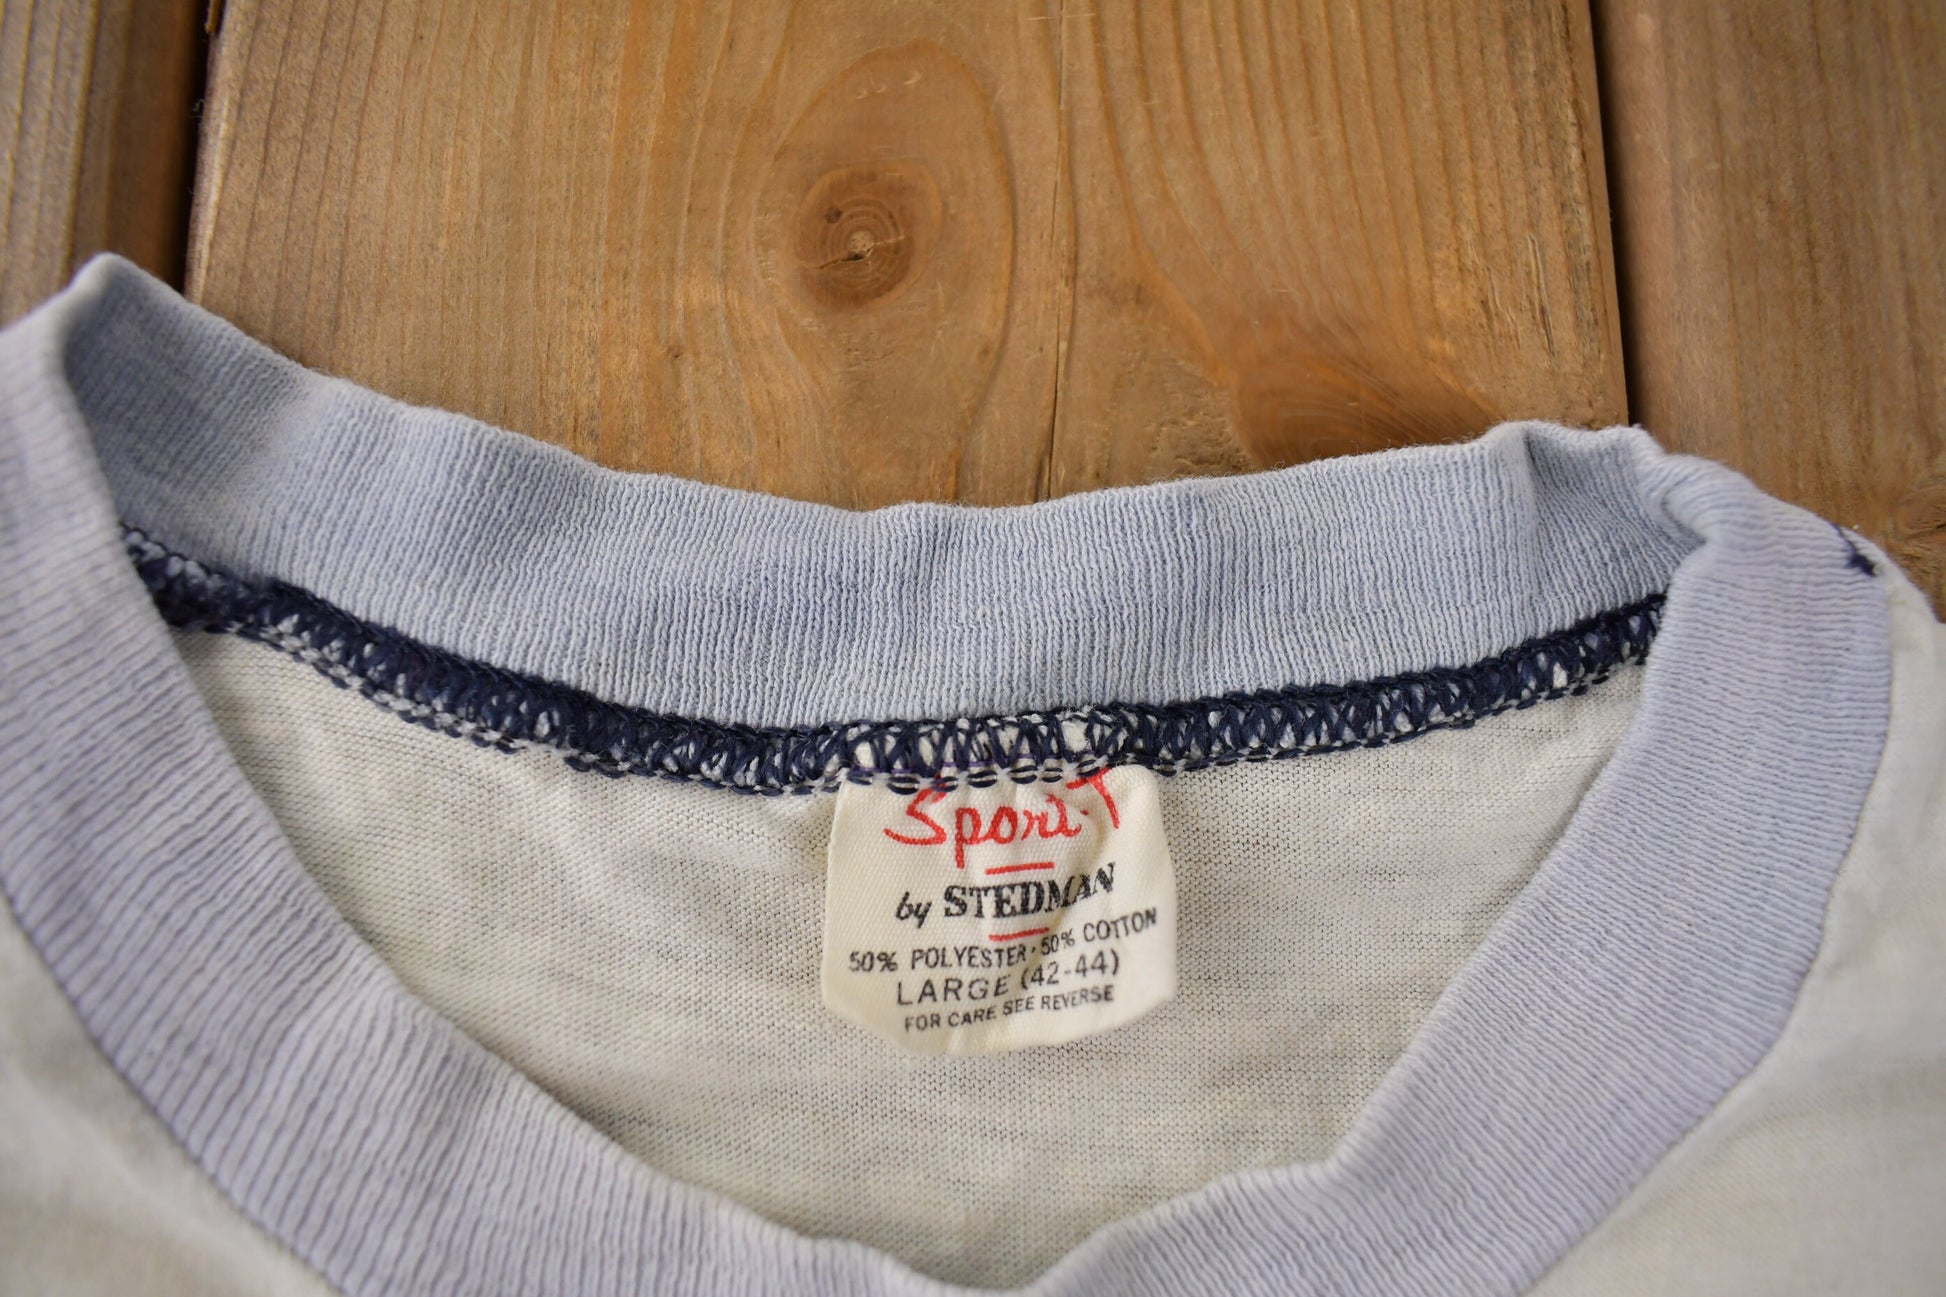 Sport-T
by STEDMAN
50% POLYESTER · 50% COTTON
LARGE (42-44)
FOR CARE SEE REVERSE